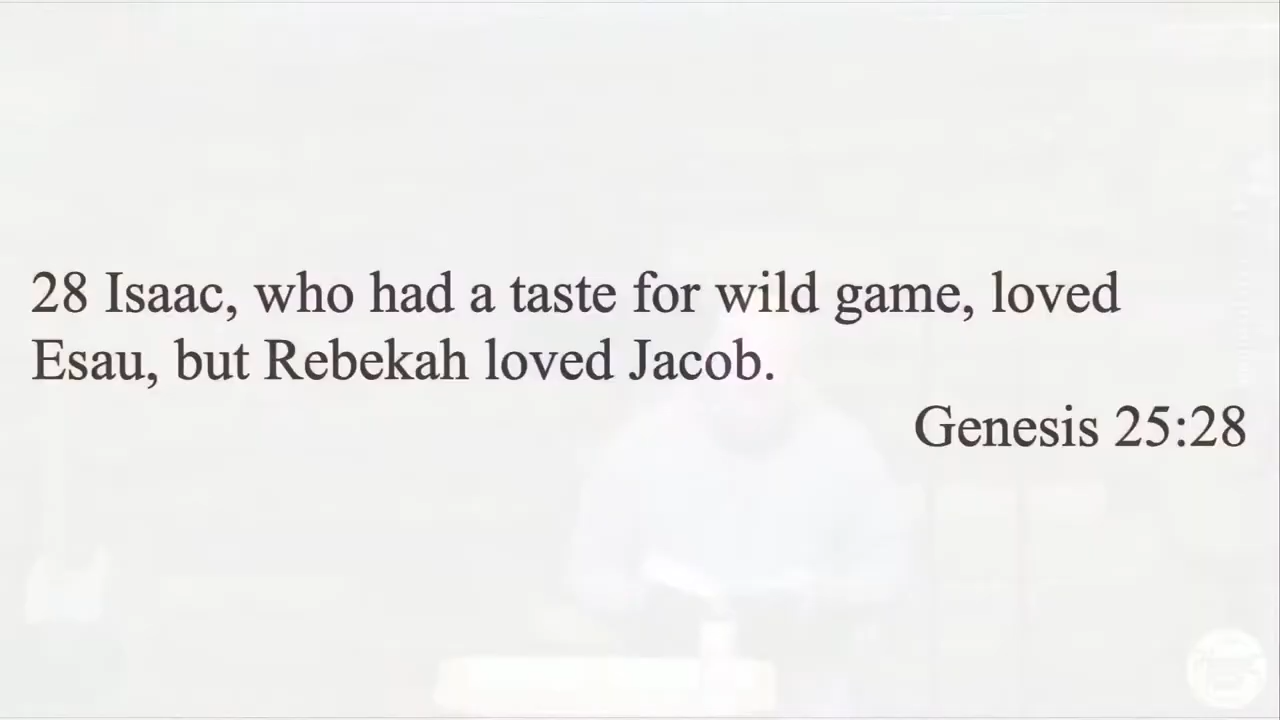 28 Isaac, who had a taste for wild game, loved
Esau, but Rebekah loved Jacob.
Genesis 25:28